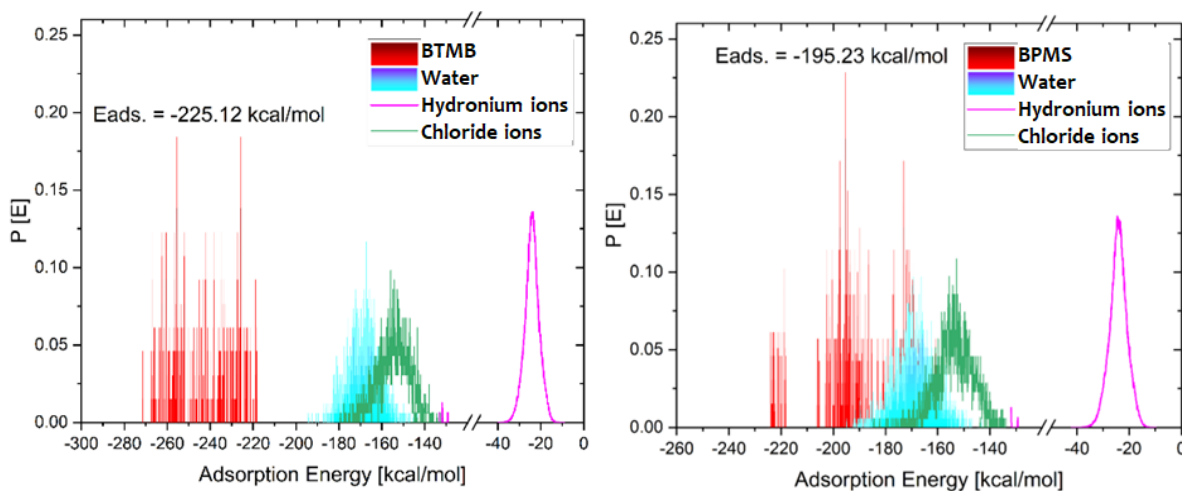 0.25
0.20
0.15
0.10
0.05
0.00
P [E]
BTMB
Water
Hydronium ions
Chloride ions
Eads. = -225.12 kcal/mol
-300 -280 -260 -240 -220 -200 -180 -160 -140 -20 0
Adsorption Energy [kcal/mol]
0.25
0.20
0.15
0.10
0.05
0.00
P [E]
Eads. = -195.23 kcal/mol
BPMS
Water
Hydronium ions
Chloride ions
-260 -240 -220 -200 -180 -160 -140 -20 0
Adsorption Energy [kcal/mol]